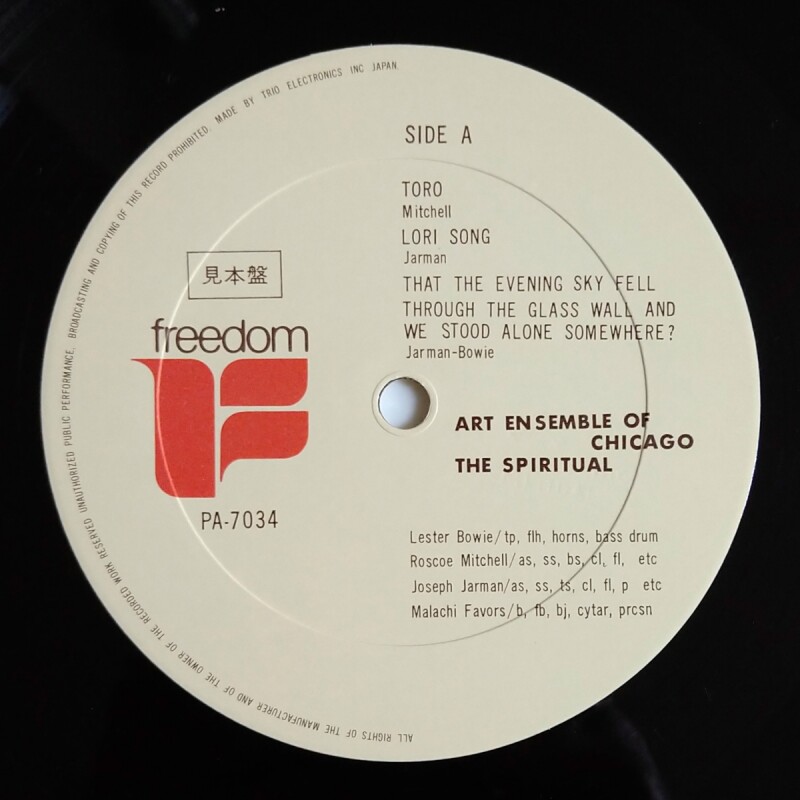 SIDE A
TORO
Mitchell
LORI SONG
Jarman
THAT THE EVENING SKY FELL
THROUGH THE GLASS WALL AND
WE STOOD ALONE SOMEWHERE?
Jarman-Bowie
見本盤
freedom
PA-7034
ART ENSEMBLE OF
CHICAGO
THE SPIRITUAL
Lester Bowie/tp, flh, horns, bass drum
Roscoe Mitchell/as, ss, bs, cl, fl, etc
Joseph Jarman/as, ss, ts, cl, fl, p etc
Malachi Favors/b, fb, bj, cytar, prcsn
ALL RIGHTS OF THE MANUFACTURER AND OF THE OWNER OF THE RECORDED WORK RESERVED UNAUTHORIZED PUBLIC PERFORMANCE, BROADCASTING AND COPYING OF THIS RECORD PROHIBITED. MADE BY TRIO ELECTRONICS INC JAPAN.